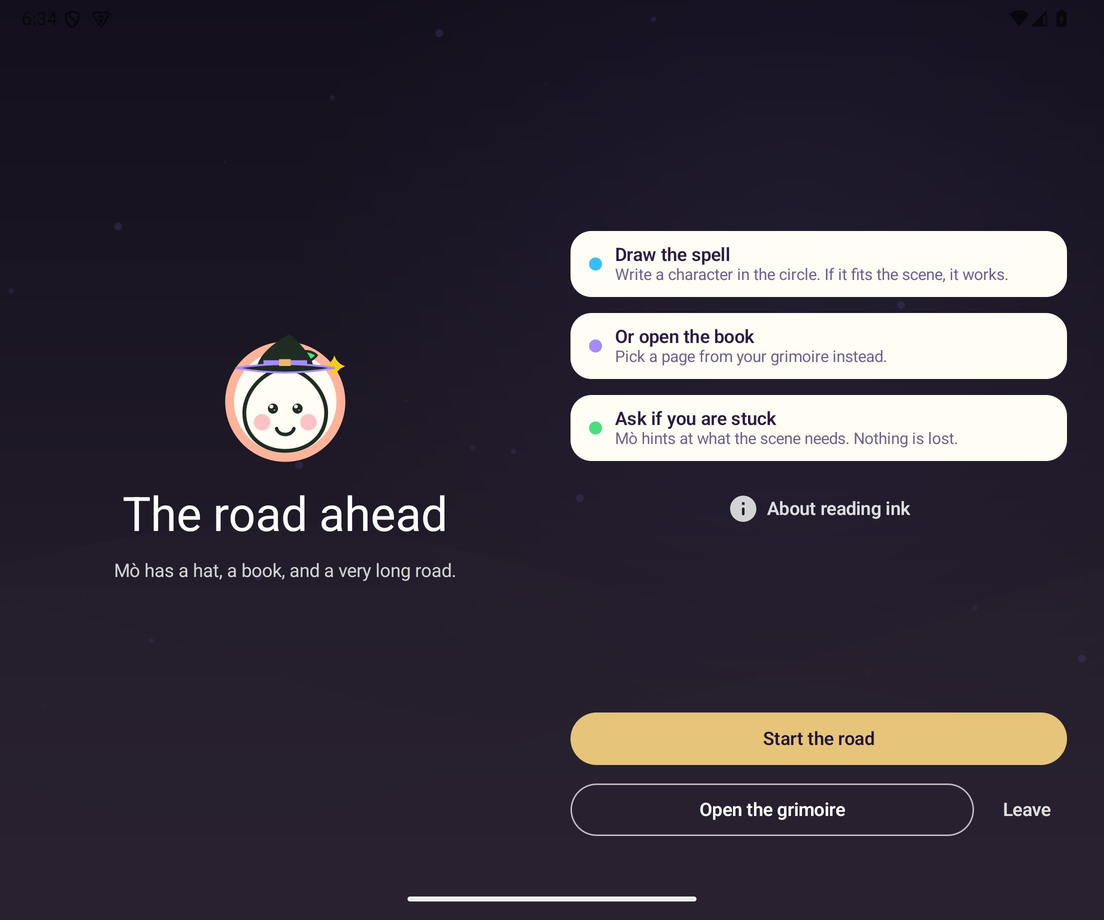 6:34
The road ahead
Mò has a hat, a book, and a very long road.
Draw the spell
Write a character in the circle. If it fits the scene, it works.
Or open the book
Pick a page from your grimoire instead.
Ask if you are stuck
Mò hints at what the scene needs. Nothing is lost.
About reading ink
Start the road
Open the grimoire
Leave